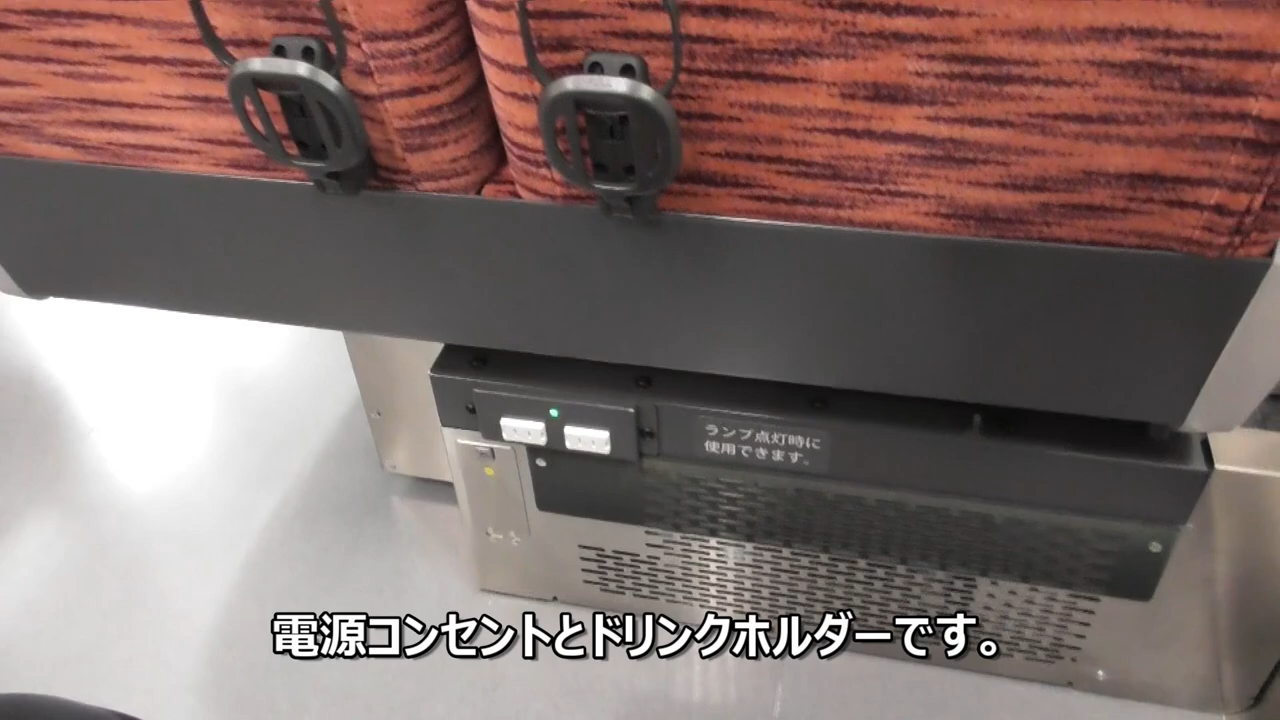 ランプ点灯時に
使用できます。
電源コンセントとドリンクホルダーです。